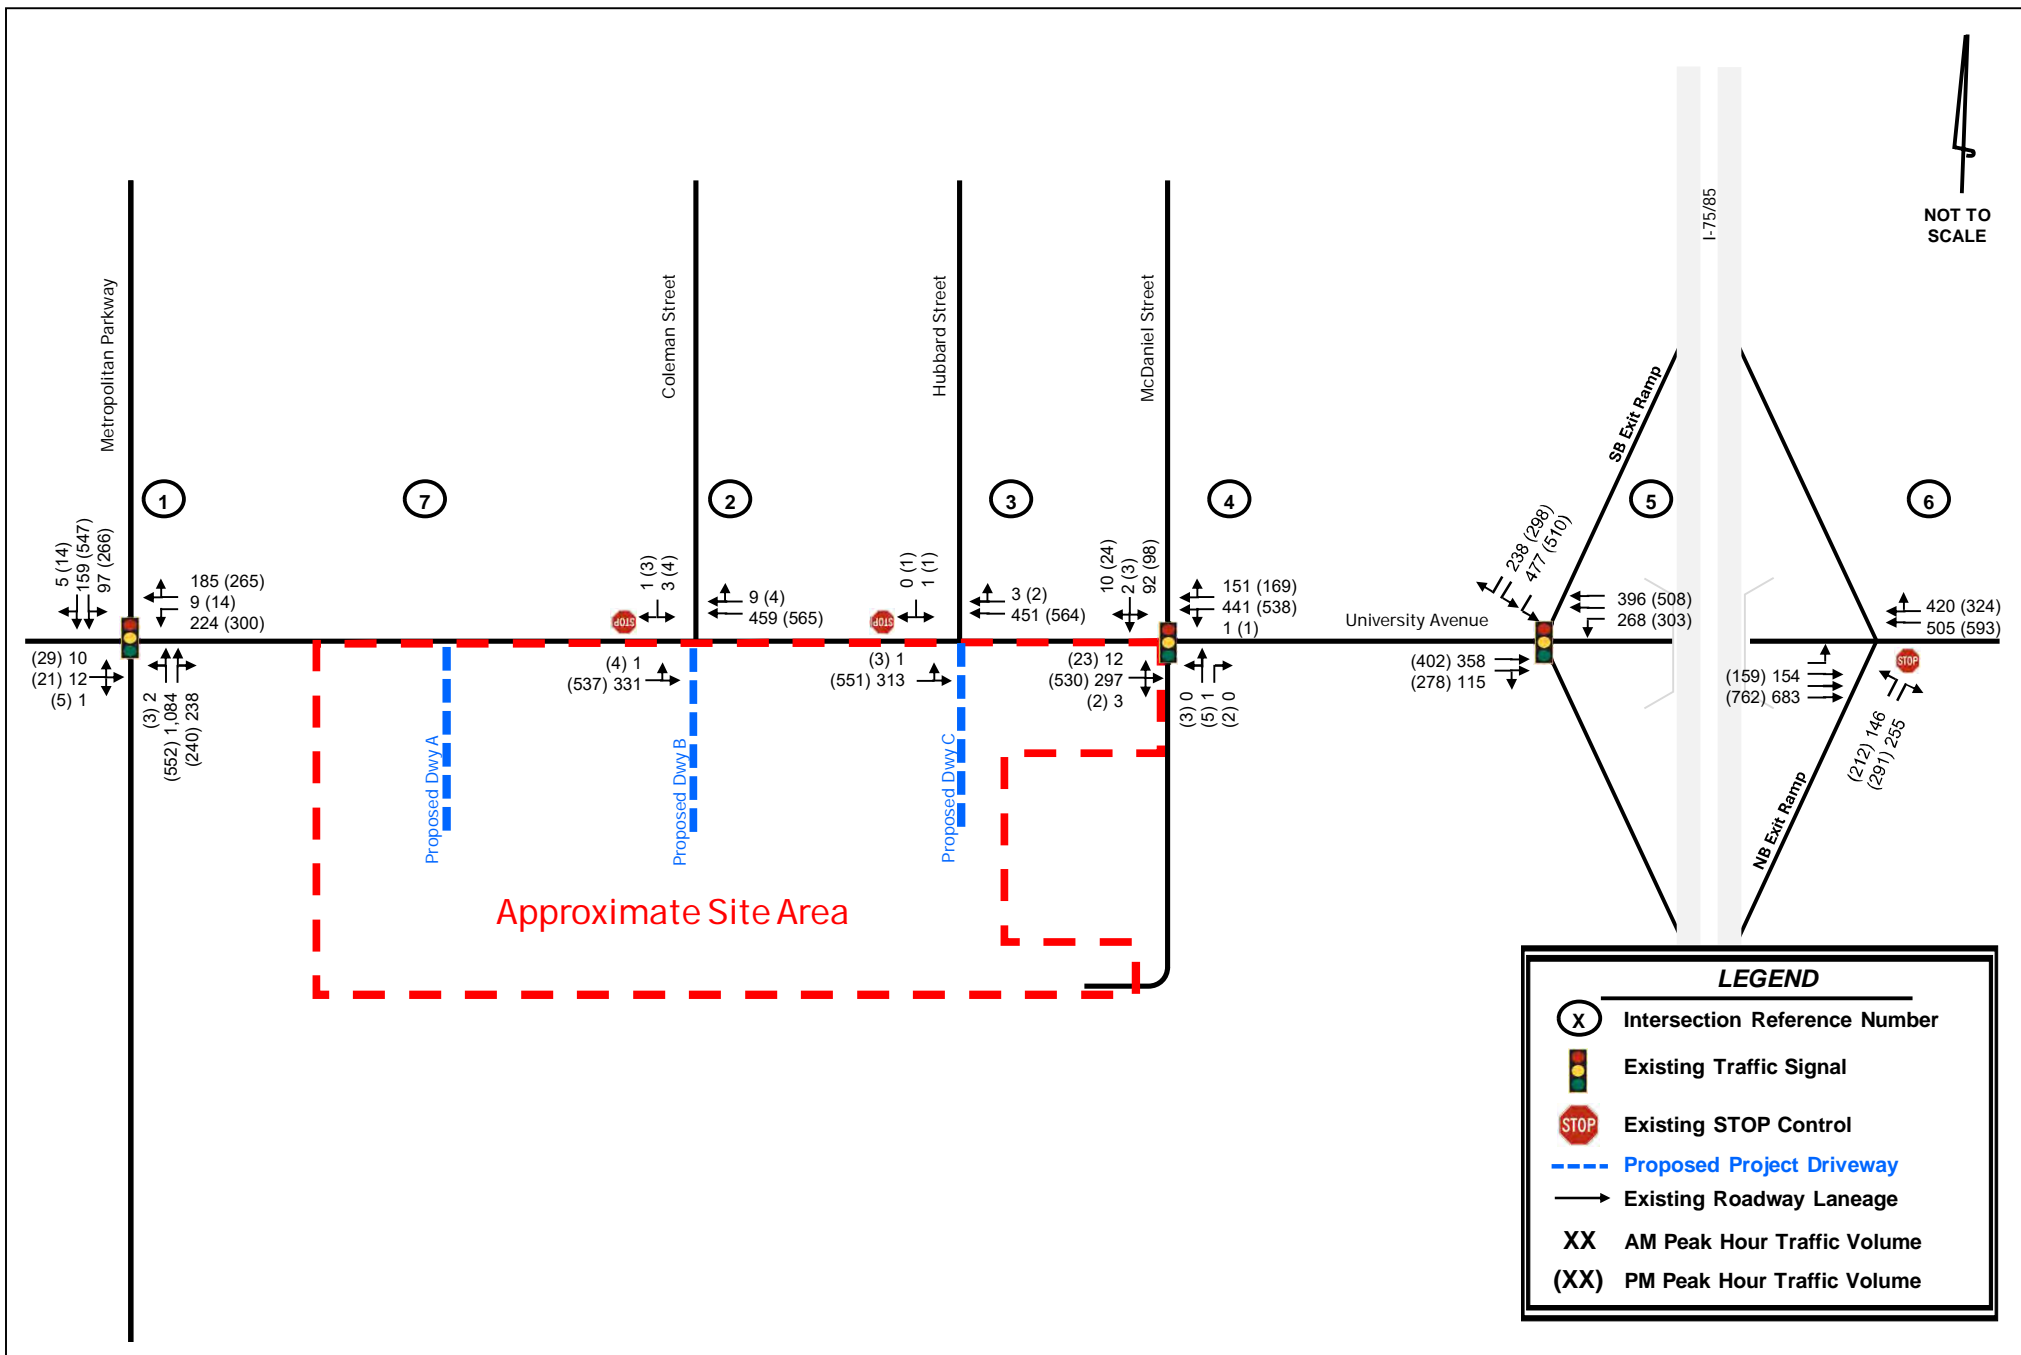 NOT TO
SCALE
I-75/85
Metropolitan Parkway
Coleman Street
Hubbard Street
McDaniel Street
SB Exit Ramp
1
7
2
3
4
5
6
5 (14)
159 (547)
97 (266)
185 (265)
9 (14)
224 (300)
1 (3)
3 (4)
STOP
9 (4)
459 (565)
0 (1)
1 (1)
STOP
3 (2)
451 (564)
10 (24)
2 (3)
92 (98)
151 (169)
441 (538)
1 (1)
University Avenue
238 (298)
477 (510)
396 (508)
268 (303)
420 (324)
505 (593)
(29) 10
(21) 12
(5) 1
(3) 2
(552) 1,084
(240) 238
(4) 1
(537) 331
(3) 1
(551) 313
(23) 12
(530) 297
(2) 3
(3) 0
(5) 1
(2) 0
(402) 358
(278) 115
(159) 154
(762) 683
STOP
(212) 146
(291) 255
Proposed Dwy A
Proposed Dwy B
Proposed Dwy C
NB Exit Ramp
Approximate Site Area
LEGEND
X Intersection Reference Number
Existing Traffic Signal
STOP Existing STOP Control
Proposed Project Driveway
Existing Roadway Laneage
XX AM Peak Hour Traffic Volume
(XX) PM Peak Hour Traffic Volume